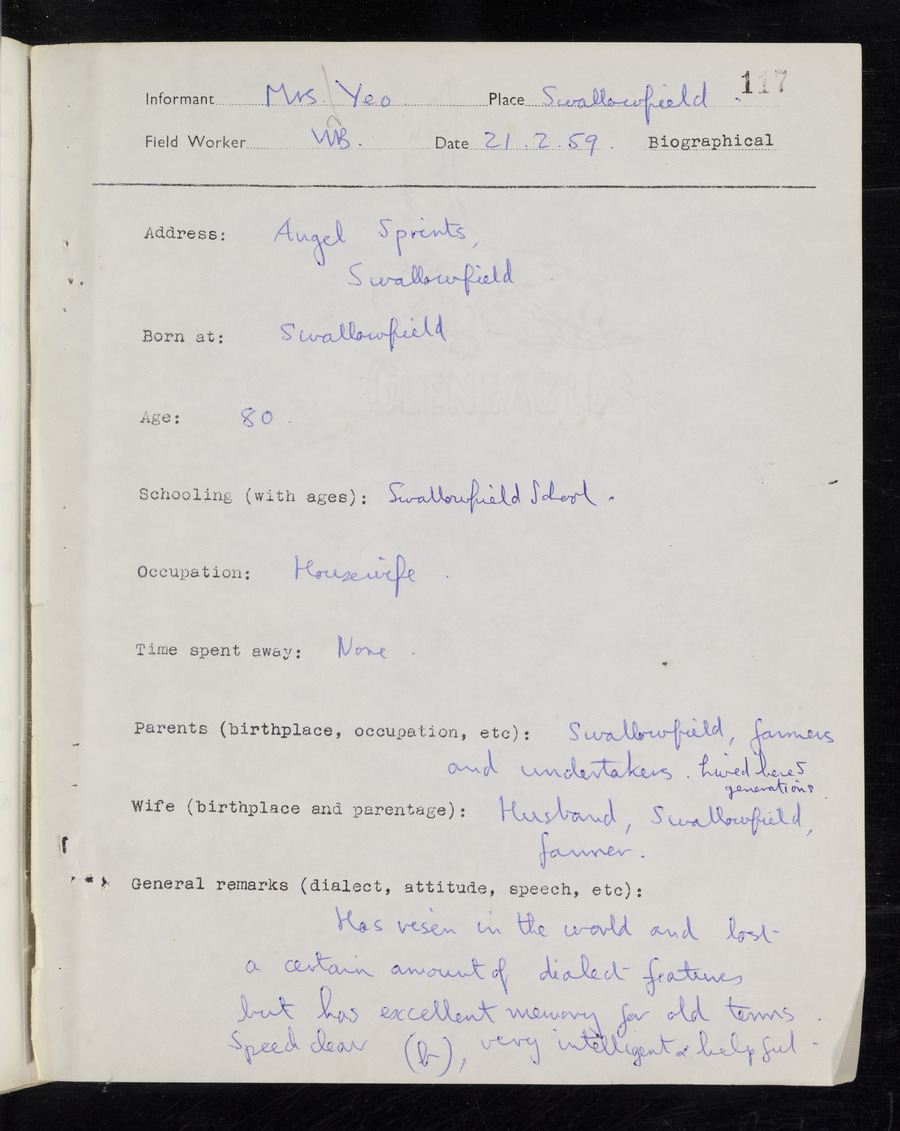 117
Informant Mrs. Yeo. Place Swallowfield.
Field Worker WB. Date 21.2.59. Biographical
Address: Angel Sprints,
Swallowfield
Born at: Swallowfield
Age: 80.
Schooling (with ages): Swallowfield School.
Occupation: Housewife.
Time spent away: None.
Parents (birthplace, occupation, etc): Swallowfield, farmers
and undertakers. Lived here 5
generations.
Wife (birthplace and parentage): Husband, Swallowfield,
farmer.
General remarks (dialect, attitude, speech, etc):
Has risen in the world and lost
a certain amount of dialect features
but has excellent memory for old terms.
Speed clear (b), very intelligent & helpful.